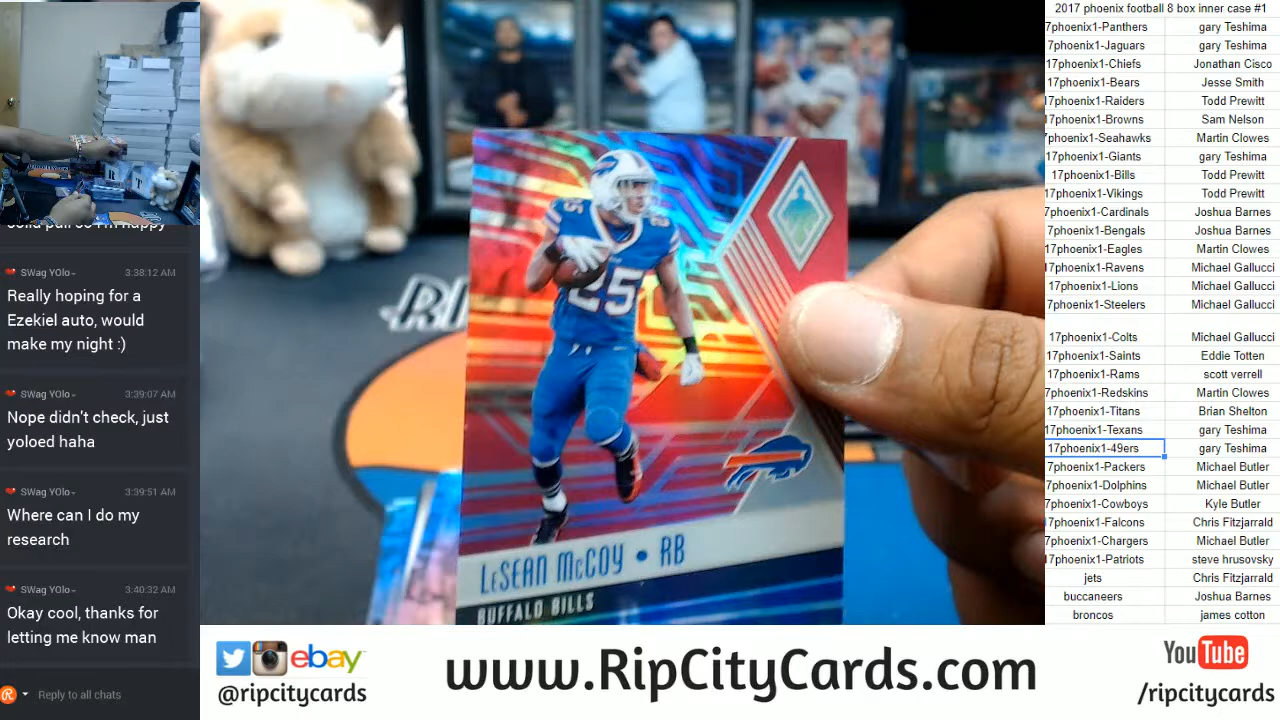 solid pull so I'm happy
SWag YOlo~ 3:38:12 AM
Really hoping for a
Ezekiel auto, would
make my night :)
SWag YOlo~ 3:39:07 AM
Nope didn't check, just
yoloed haha
SWag YOlo~ 3:39:51 AM
Where can I do my
research
SWag YOlo~ 3:40:32 AM
Okay cool, thanks for
letting me know man
Reply to all chats
25
25
LeSEAN McCOY • RB
BUFFALO BILLS
2017 phoenix football 8 box inner case #1
7phoenix1-Panthers gary Teshima
7phoenix1-Jaguars gary Teshima
17phoenix1-Chiefs Jonathan Cisco
17phoenix1-Bears Jesse Smith
17phoenix1-Raiders Todd Prewitt
17phoenix1-Browns Sam Nelson
7phoenix1-Seahawks Martin Clowes
17phoenix1-Giants gary Teshima
17phoenix1-Bills Todd Prewitt
17phoenix1-Vikings Todd Prewitt
7phoenix1-Cardinals Joshua Barnes
7phoenix1-Bengals Joshua Barnes
17phoenix1-Eagles Martin Clowes
17phoenix1-Ravens Michael Gallucci
17phoenix1-Lions Michael Gallucci
7phoenix1-Steelers Michael Gallucci
17phoenix1-Colts Michael Gallucci
17phoenix1-Saints Eddie Totten
17phoenix1-Rams scott verrell
7phoenix1-Redskins Martin Clowes
17phoenix1-Titans Brian Shelton
17phoenix1-Texans gary Teshima
17phoenix1-49ers gary Teshima
7phoenix1-Packers Michael Butler
7phoenix1-Dolphins Michael Butler
7phoenix1-Cowboys Kyle Butler
17phoenix1-Falcons Chris Fitzjarrald
7phoenix1-Chargers Michael Butler
17phoenix1-Patriots steve hrusovsky
jets Chris Fitzjarrald
buccaneers Joshua Barnes
broncos james cotton
ebay
@ripcitycards
www.RipCityCards.com
YouTube
/ripcitycards